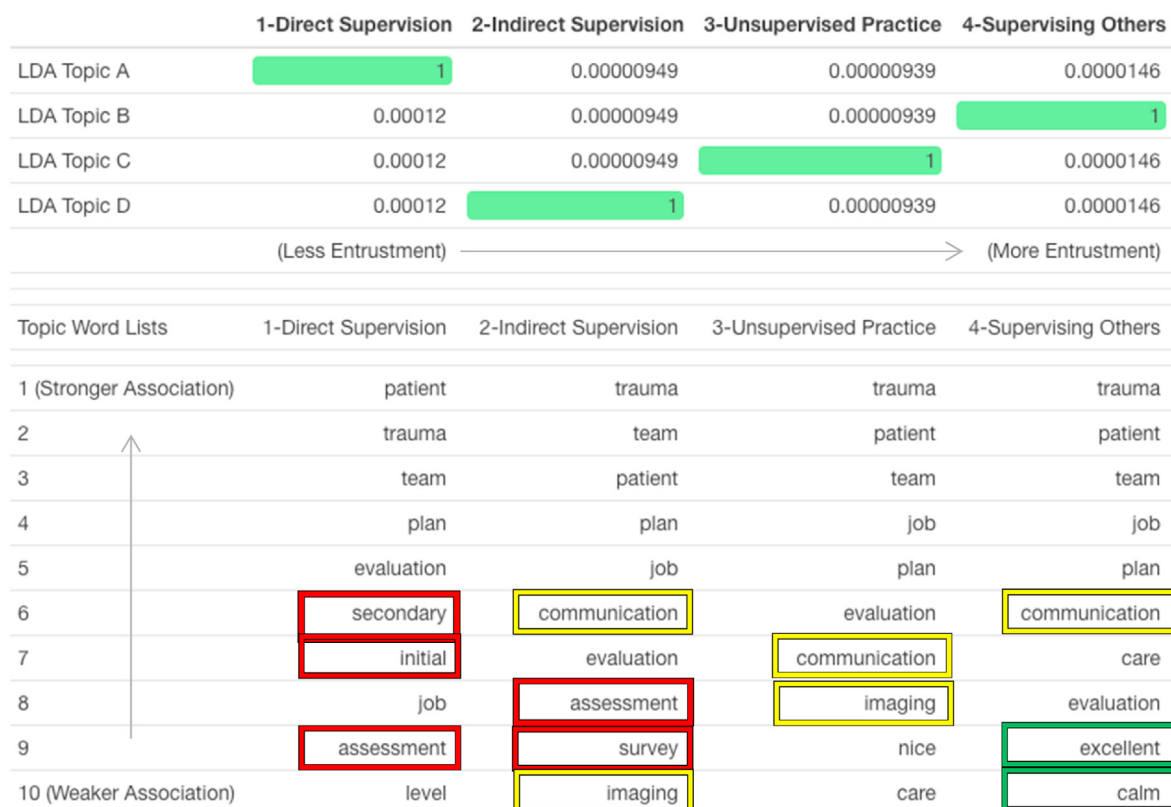 1-Direct Supervision 2-Indirect Supervision 3-Unsupervised Practice 4-Supervising Others
LDA Topic A 1 0.00000949 0.00000939 0.0000146
LDA Topic B 0.00012 0.00000949 0.00000939 1
LDA Topic C 0.00012 0.00000949 1 0.0000146
LDA Topic D 0.00012 1 0.00000939 0.0000146
(Less Entrustment) (More Entrustment)
Topic Word Lists 1-Direct Supervision 2-Indirect Supervision 3-Unsupervised Practice 4-Supervising Others
1 (Stronger Association) patient trauma trauma trauma
2 trauma team patient patient
3 team patient team team
4 plan plan job job
5 evaluation job plan plan
6 secondary communication evaluation communication
7 initial evaluation communication care
8 job assessment imaging evaluation
9 assessment survey nice excellent
10 (Weaker Association) level imaging care calm